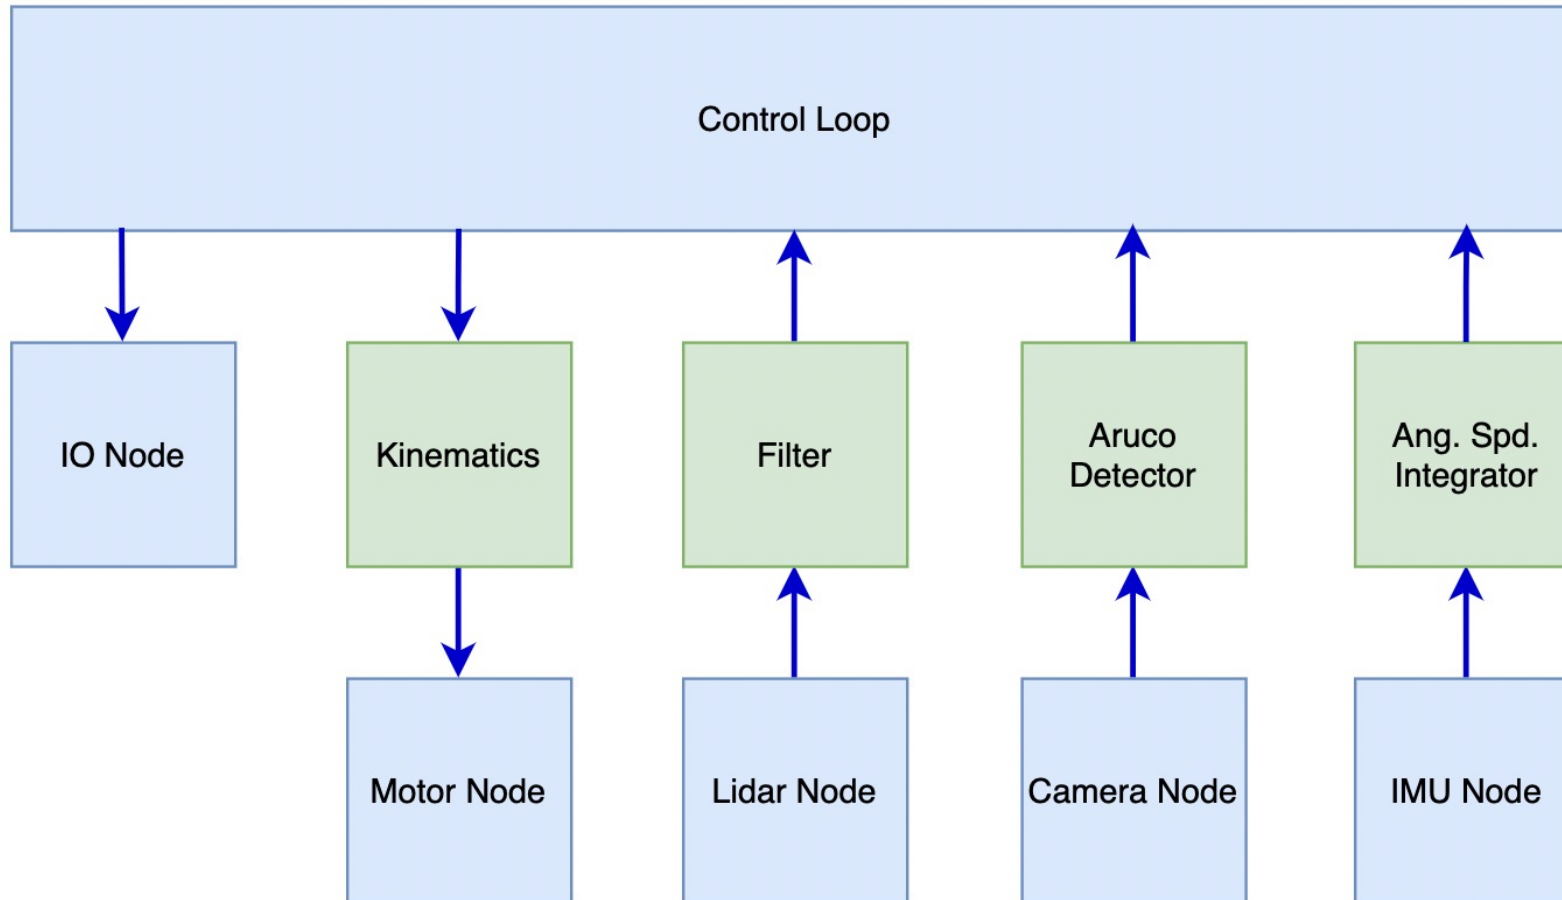 Control Loop
IO Node
Kinematics
Filter
Aruco
Detector
Ang. Spd.
Integrator
Motor Node
Lidar Node
Camera Node
IMU Node